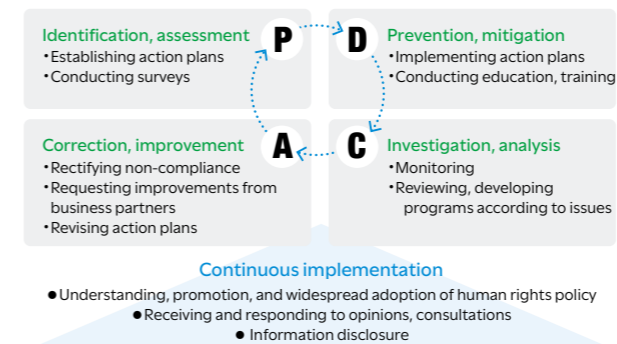 Identification, assessment
・Establishing action plans
・Conducting surveys
P
D
Prevention, mitigation
・Implementing action plans
・Conducting education, training
Correction, improvement
・Rectifying non-compliance
・Requesting improvements from
business partners
・Revising action plans
A
C
Investigation, analysis
・Monitoring
・Reviewing, developing
programs according to issues
Continuous implementation
●Understanding, promotion, and widespread adoption of human rights policy
●Receiving and responding to opinions, consultations
● Information disclosure